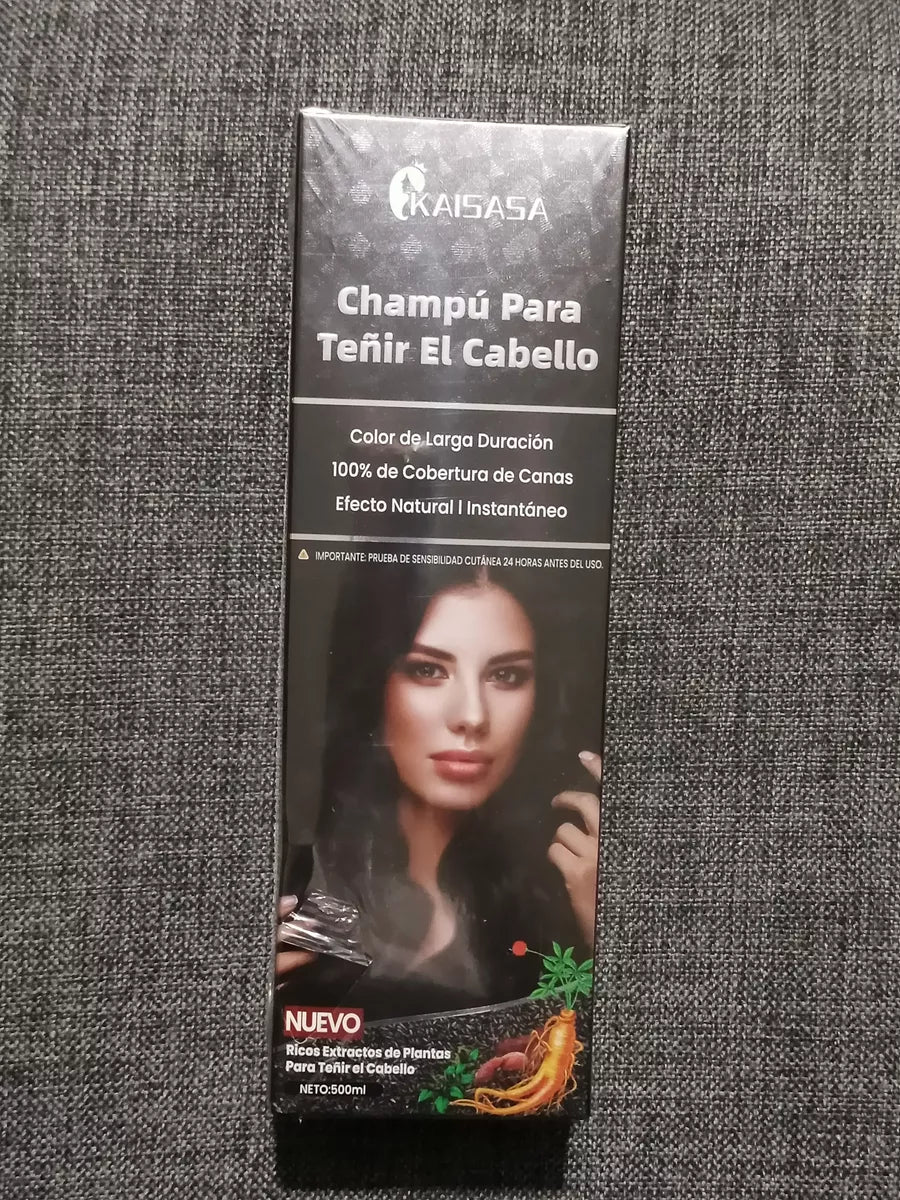 KAISASA
Champú Para
Teñir El Cabello
Color de Larga Duración
100% de Cobertura de Canas
Efecto Natural | Instantáneo
IMPORTANTE: PRUEBA DE SENSIBILIDAD CUTÁNEA 24 HORAS ANTES DEL USO.
NUEVO
Ricos Extractos de Plantas
Para Teñir el Cabello
NETO:500ml